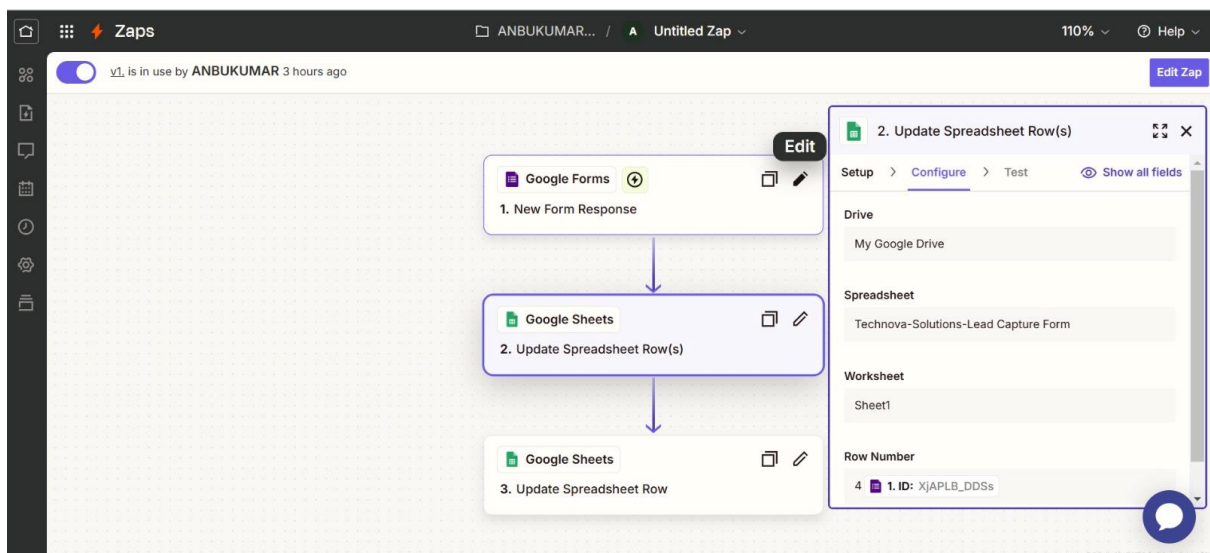 Zaps
ANBUKUMAR... / A Untitled Zap
110%
Help
v1. is in use by ANBUKUMAR 3 hours ago
Edit Zap
Edit
Google Forms
1. New Form Response
Google Sheets
2. Update Spreadsheet Row(s)
Google Sheets
3. Update Spreadsheet Row
2. Update Spreadsheet Row(s)
Setup > Configure > Test Show all fields
Drive
My Google Drive
Spreadsheet
Technova-Solutions-Lead Capture Form
Worksheet
Sheet1
Row Number
4 1. ID: XjAPLB_DDSs